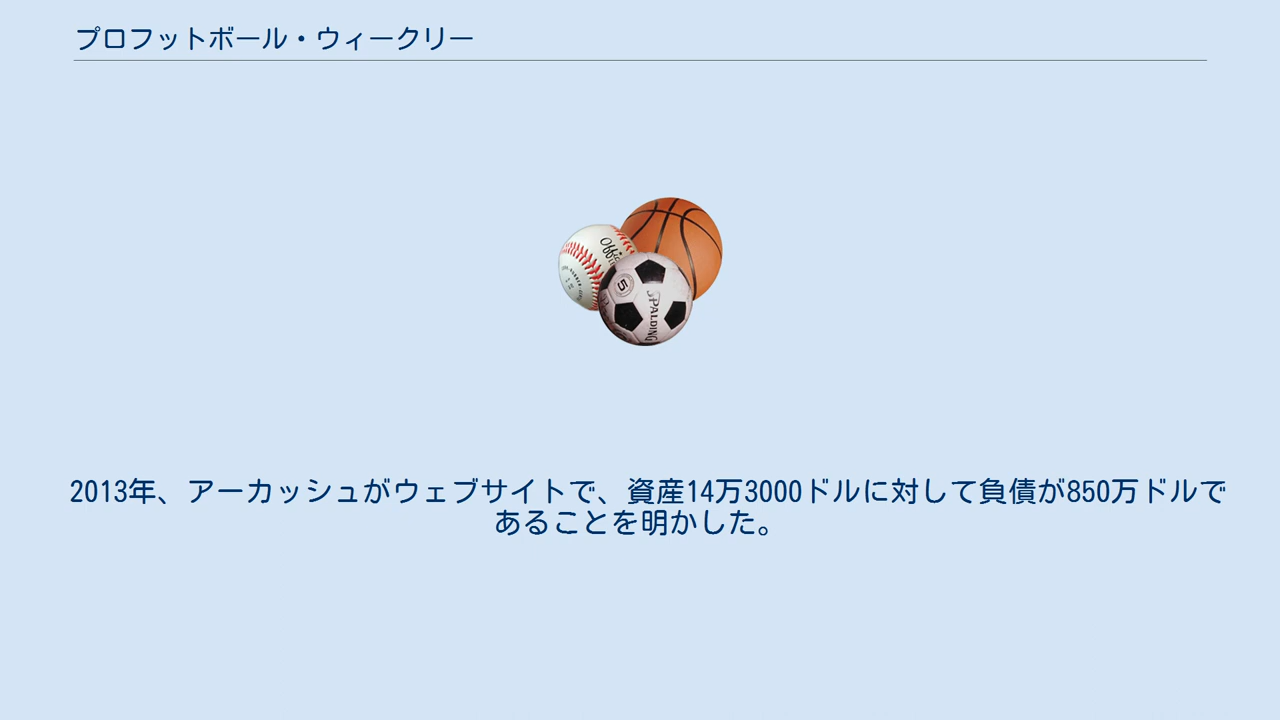 プロフットボール・ウィークリー
Offic
5
SPALDING
2013年、アーカッシュがウェブサイトで、資産14万3000ドルに対して負債が850万ドルで
あることを明かした。